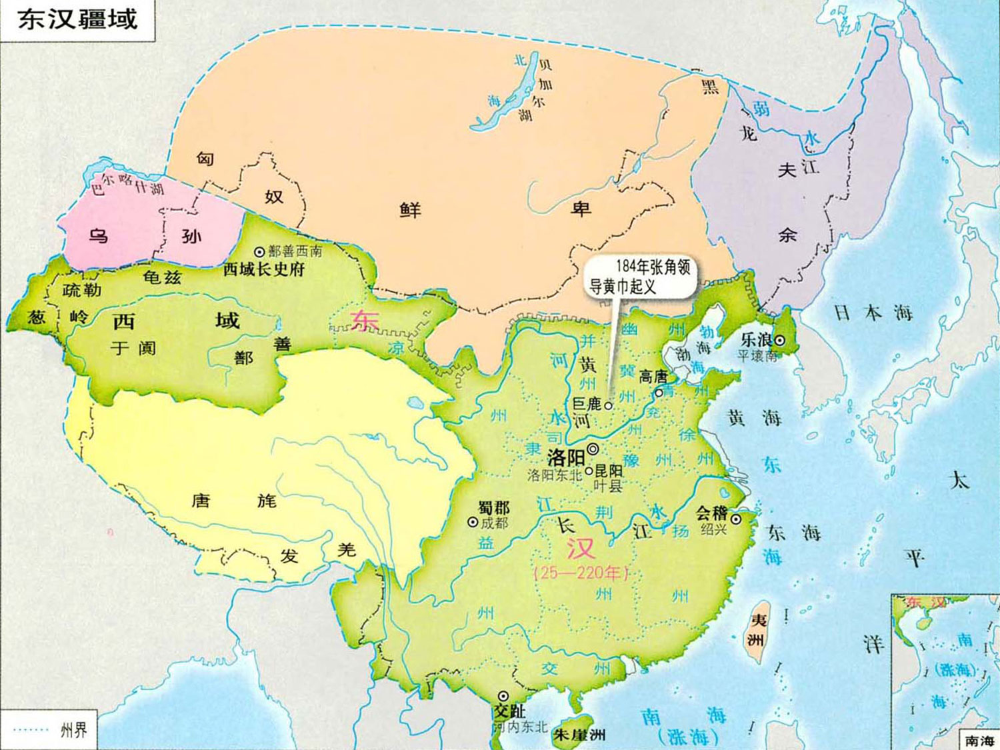 东汉疆域
北海
贝加尔湖
黑龙江
弱水
匈奴
鲜卑
夫余
巴尔喀什湖
乌孙
鄯善西南
西域长史府
龟兹
疏勒
葱岭
西域
于阗
鄯善
东
凉
州
184年张角领
导黄巾起义
幽州
并州
冀州
渤海
渤海
乐浪
平壤南
日本海
高唐
青州
巨鹿
河水
黄河
兖州
司隶
徐州
洛阳
洛阳东北
昆阳
叶县
豫州
黄海
东海
东海
太平洋
唐旄
发羌
蜀郡
成都
益州
江水
长江
荆州
扬州
会稽
绍兴
汉
(25—220年)
夷洲
交州
交趾
河内东北
朱崖洲
南海
(涨海)
州界
东汉
南海
(涨海)
南海